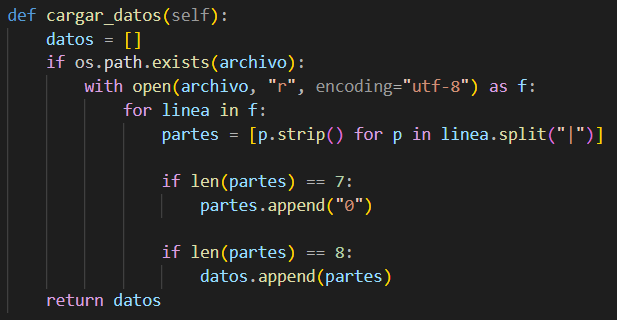 def cargar_datos(self):
    datos = []
    if os.path.exists(archivo):
        with open(archivo, "r", encoding="utf-8") as f:
            for linea in f:
                partes = [p.strip() for p in linea.split("|")]

                if len(partes) == 7:
                    partes.append("0")

                if len(partes) == 8:
                    datos.append(partes)
    return datos